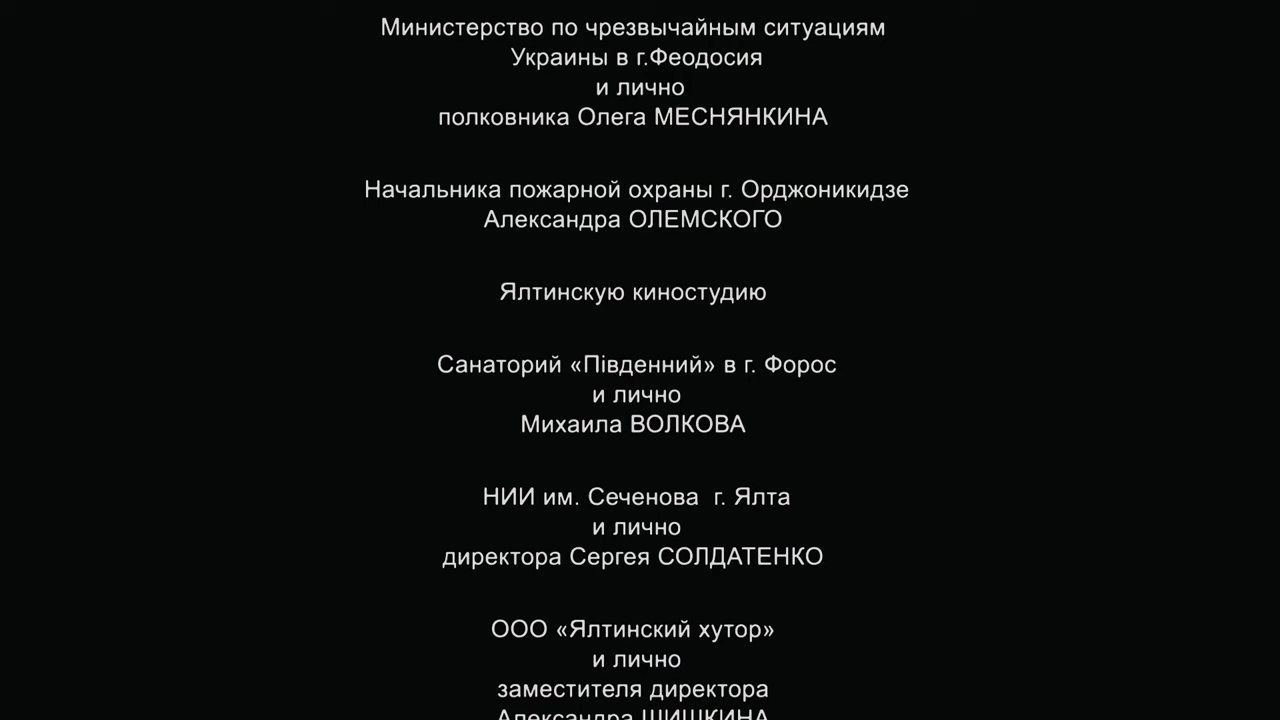 Министерство по чрезвычайным ситуациям
Украины в г.Феодосия
и лично
полковника Олега МЕСНЯНКИНА
Начальника пожарной охраны г. Орджоникидзе
Александра ОЛЕМСКОГО
Ялтинскую киностудию
Санаторий «Південний» в г. Форос
и лично
Михаила ВОЛКОВА
НИИ им. Сеченова  г. Ялта
и лично
директора Сергея СОЛДАТЕНКО
ООО «Ялтинский хутор»
и лично
заместителя директора
Александра ШИШКИНА